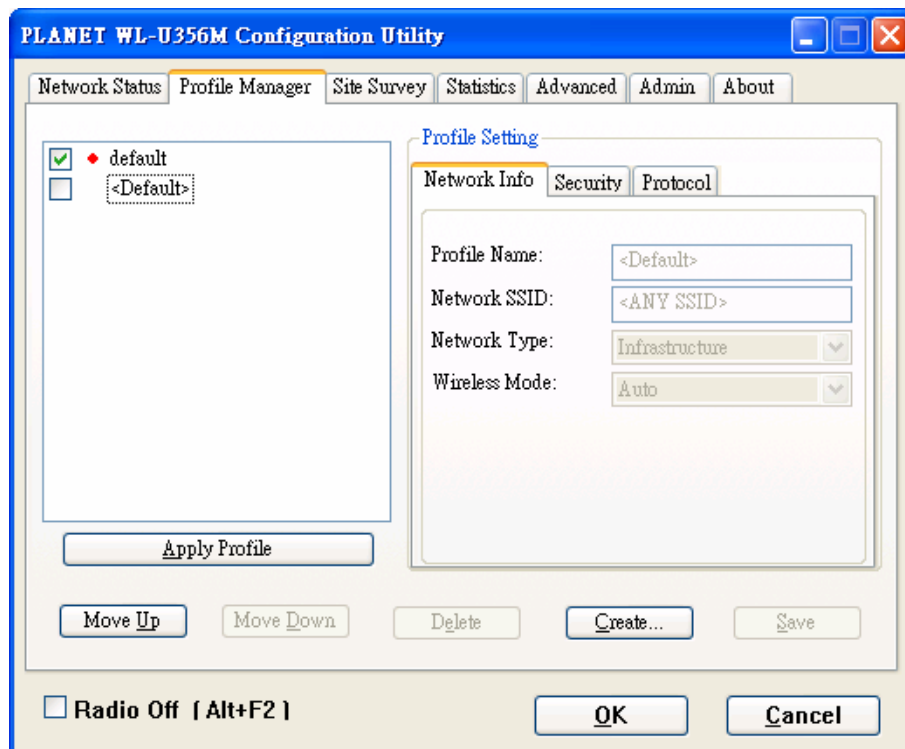 PLANET WL-U356M Configuration Utility
Network Status Profile Manager Site Survey Statistics Advanced Admin About
default
<Default>
Apply Profile
Profile Setting
Network Info Security Protocol
Profile Name: <Default>
Network SSID: <ANY SSID>
Network Type: Infrastructure
Wireless Mode: Auto
Move Up Move Down Delete Create... Save
Radio Off [ Alt+F2 ] OK Cancel